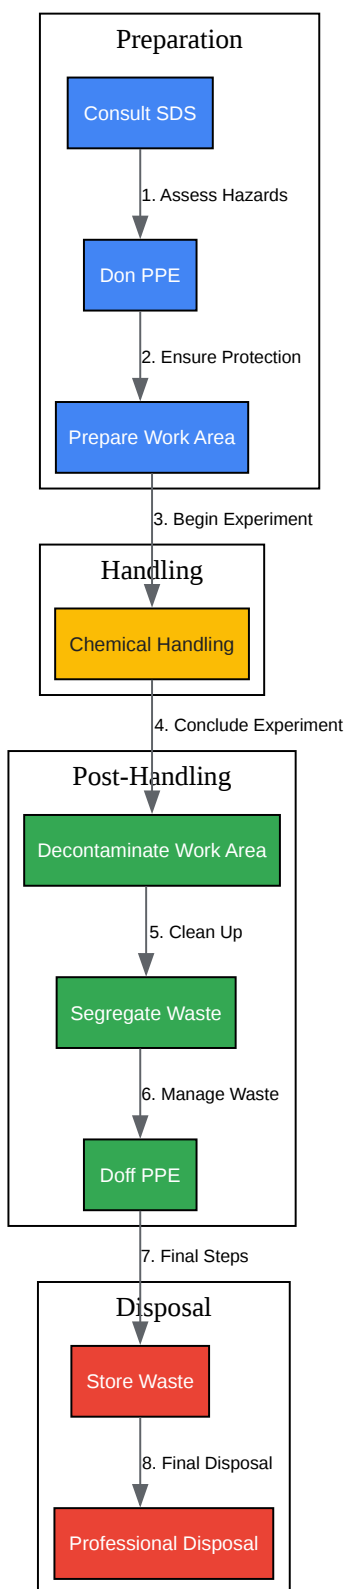 Preparation
Consult SDS
1. Assess Hazards
Don PPE
2. Ensure Protection
Prepare Work Area
3. Begin Experiment
Handling
Chemical Handling
4. Conclude Experiment
Post-Handling
Decontaminate Work Area
5. Clean Up
Segregate Waste
6. Manage Waste
Doff PPE
7. Final Steps
Disposal
Store Waste
8. Final Disposal
Professional Disposal